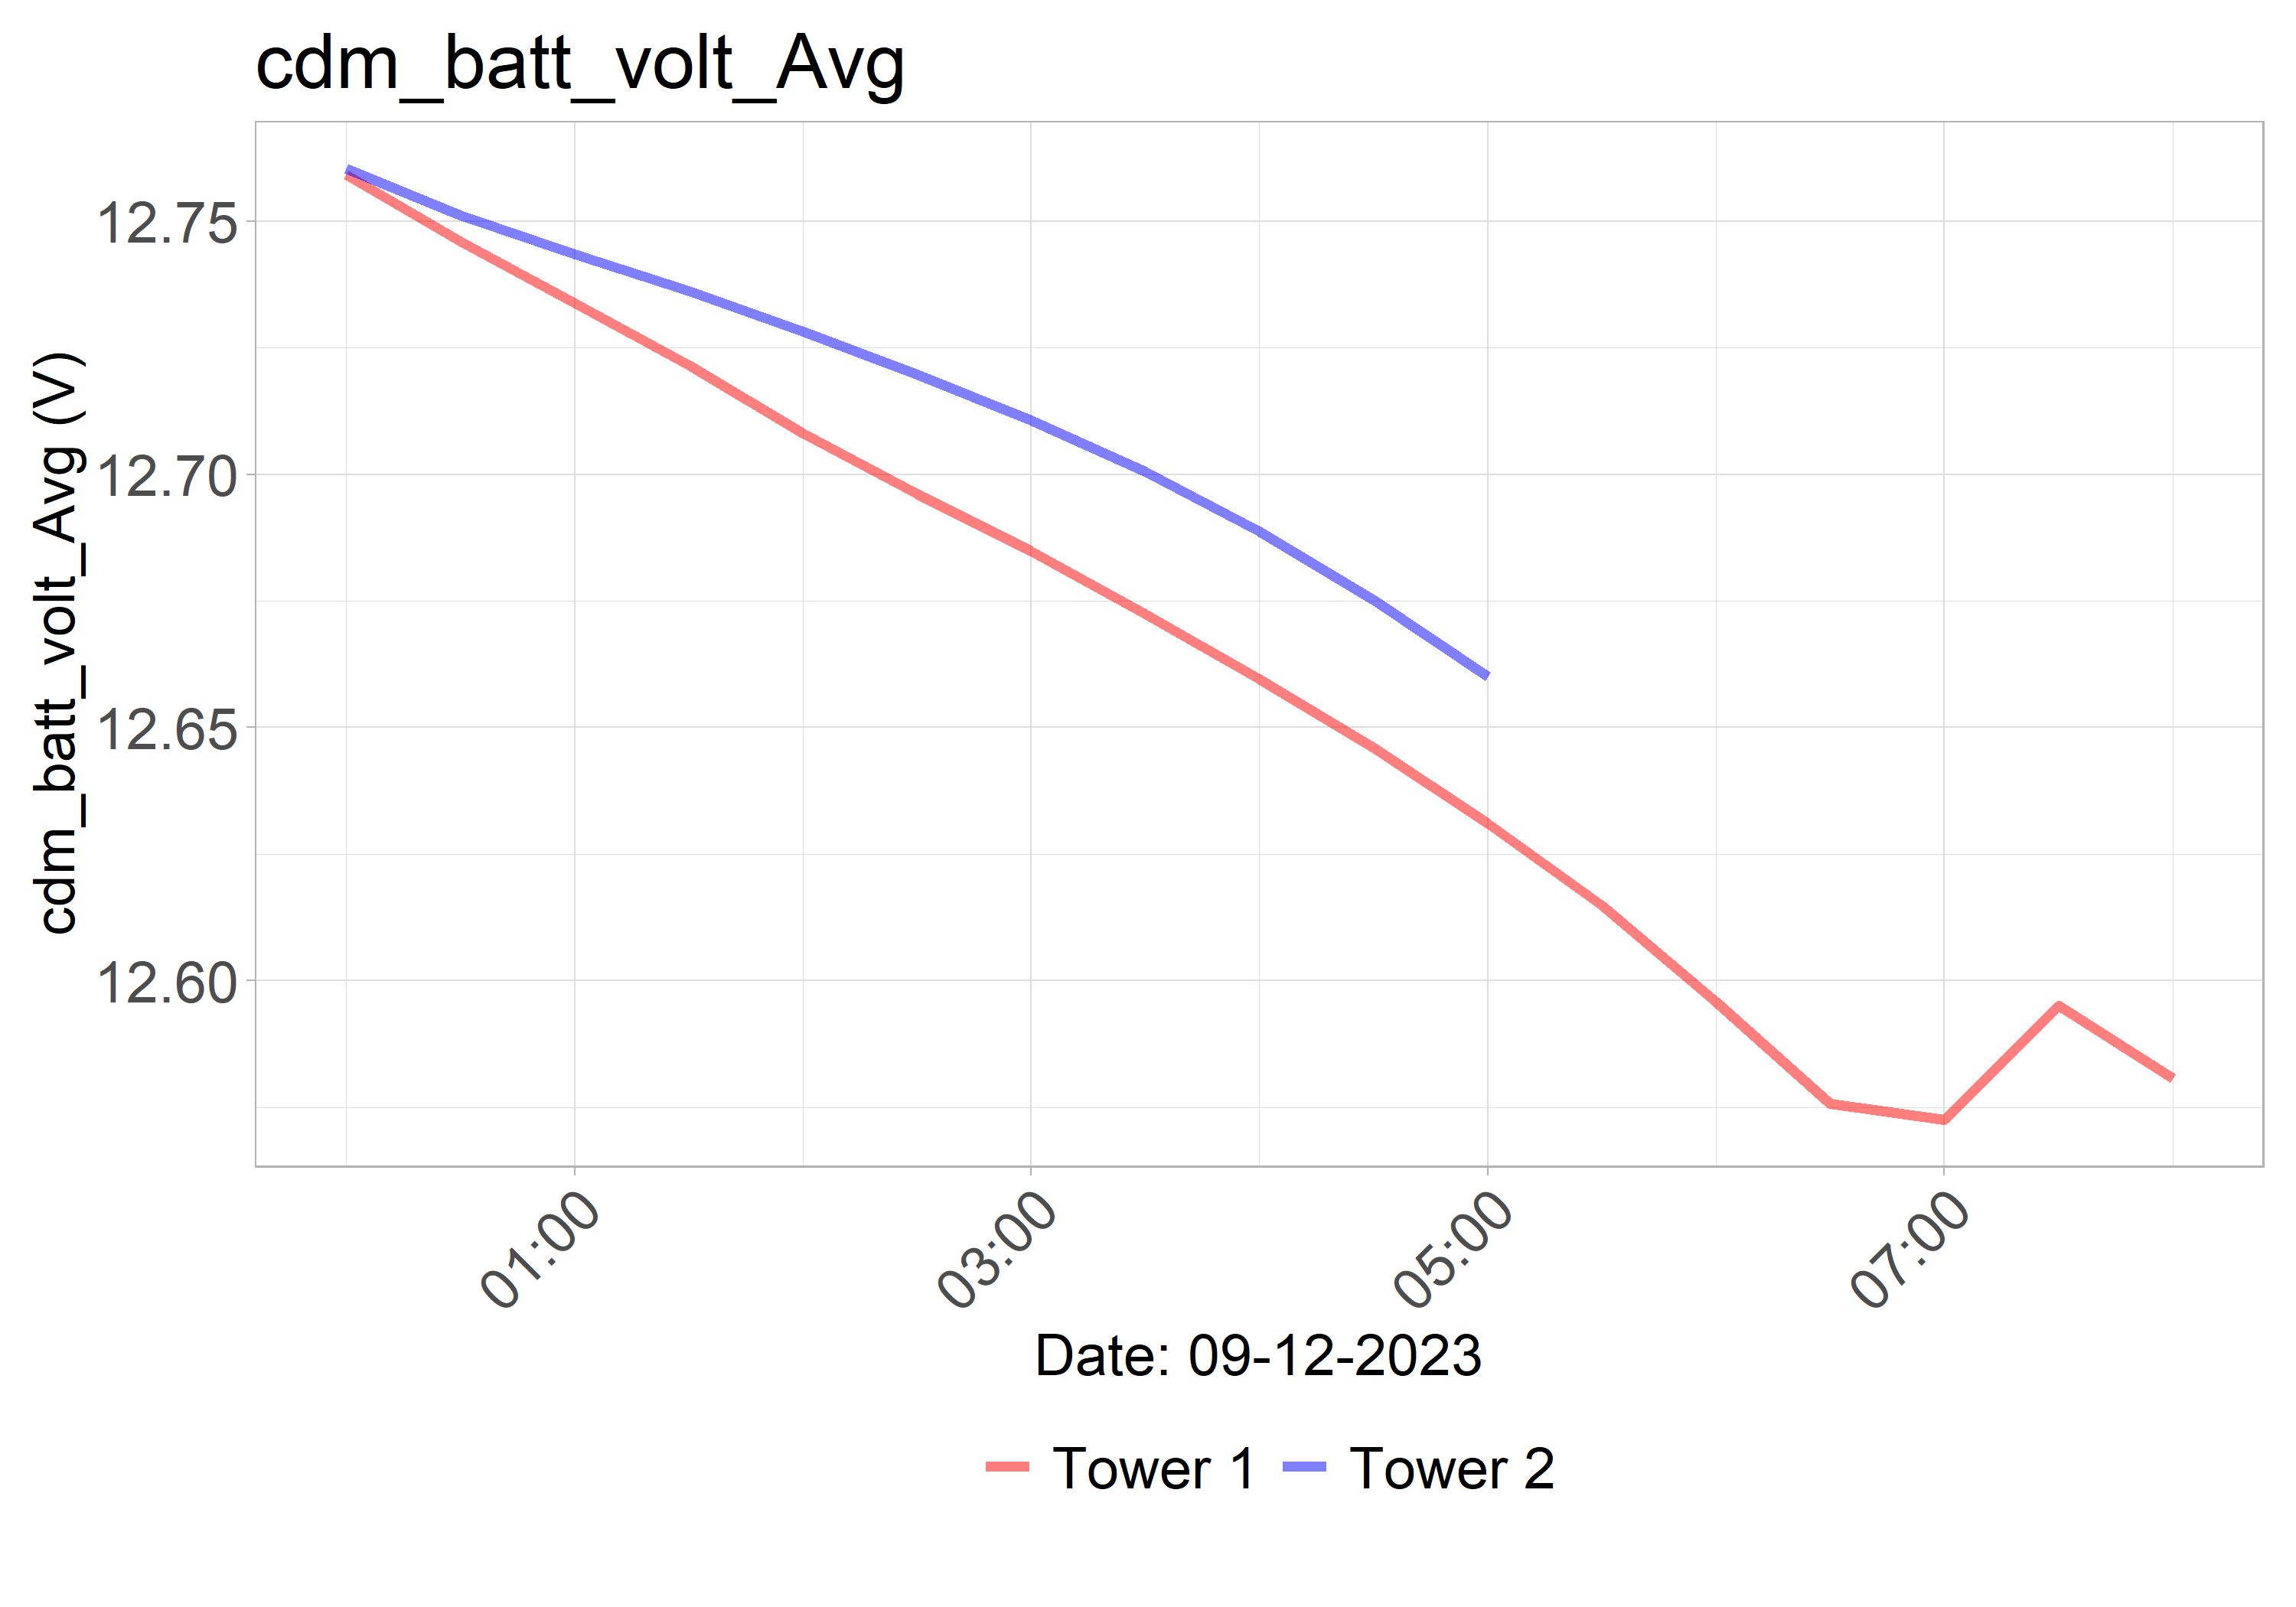 cdm_batt_volt_Avg
cdm_batt_volt_Avg (V)
12.75
12.70
12.65
12.60
01:00
03:00
05:00
07:00
Date: 09-12-2023
Tower 1
Tower 2